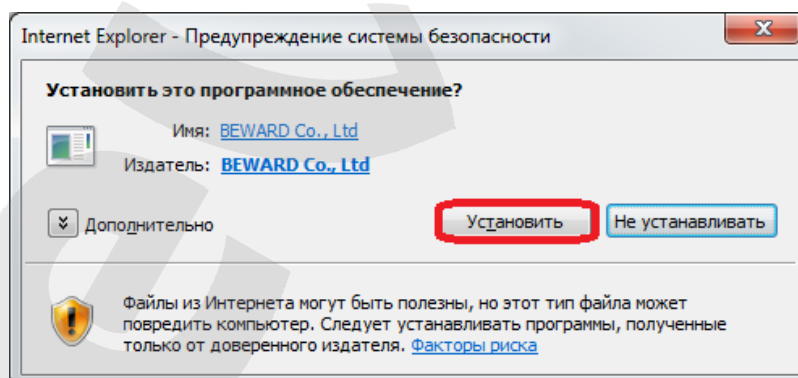 Internet Explorer - Предупреждение системы безопасности
Установить это программное обеспечение?
Имя: BEWARD Co., Ltd
Издатель: BEWARD Co., Ltd
Дополнительно
Установить
Не устанавливать
Файлы из Интернета могут быть полезны, но этот тип файла может
повредить компьютер. Следует устанавливать программы, полученные
только от доверенного издателя. Факторы риска